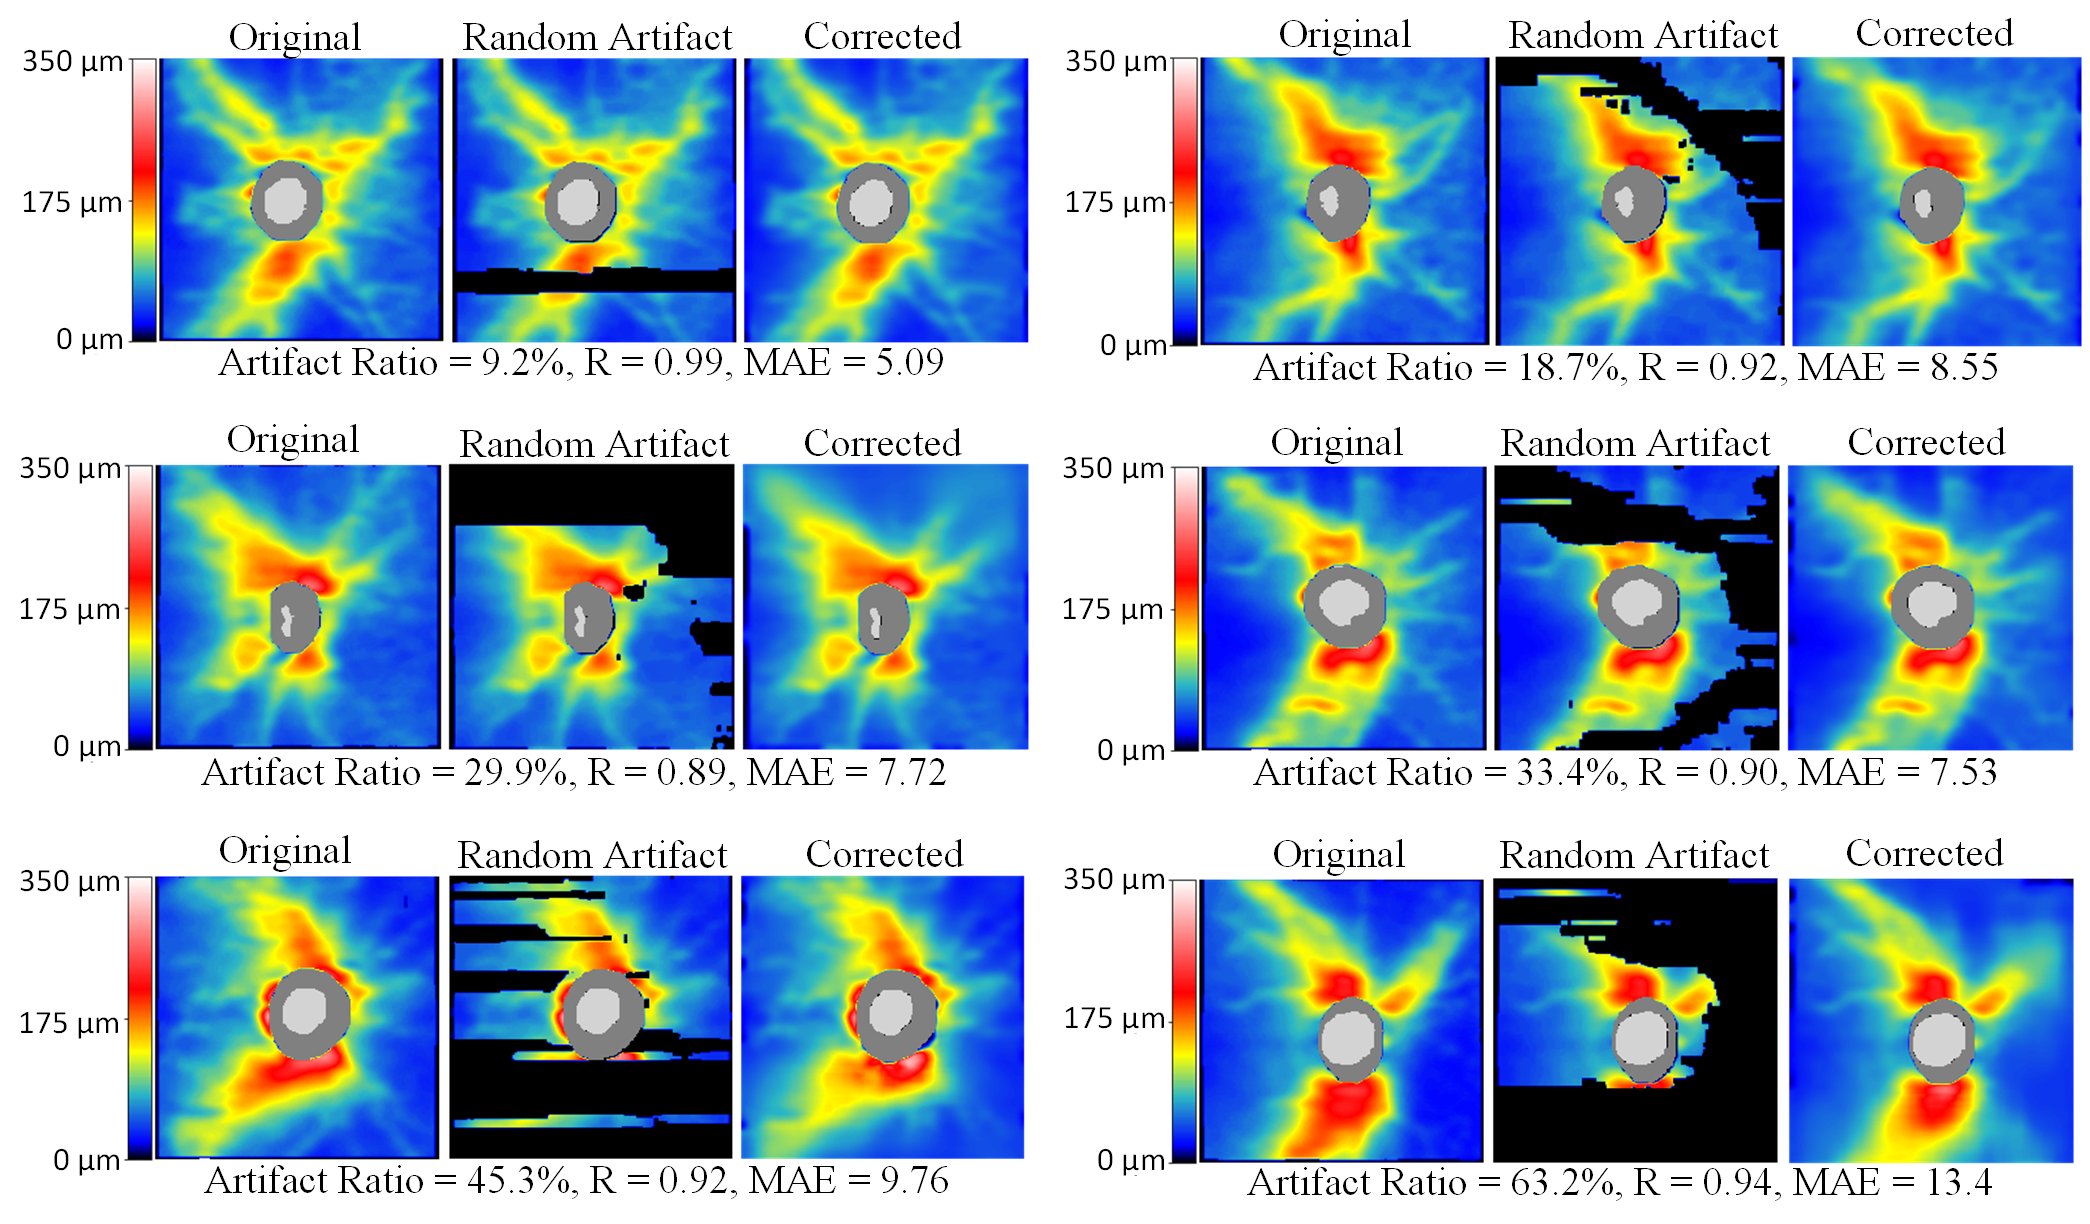 Original Random Artifact Corrected
350 µm
175 µm
0 µm
Artifact Ratio = 9.2%, R = 0.99, MAE = 5.09
Original Random Artifact Corrected
350 µm
175 µm
0 µm
Artifact Ratio = 18.7%, R = 0.92, MAE = 8.55
Original Random Artifact Corrected
350 µm
175 µm
0 µm
Artifact Ratio = 29.9%, R = 0.89, MAE = 7.72
Original Random Artifact Corrected
350 µm
175 µm
0 µm
Artifact Ratio = 33.4%, R = 0.90, MAE = 7.53
Original Random Artifact Corrected
350 µm
175 µm
0 µm
Artifact Ratio = 45.3%, R = 0.92, MAE = 9.76
Original Random Artifact Corrected
350 µm
175 µm
0 µm
Artifact Ratio = 63.2%, R = 0.94, MAE = 13.4